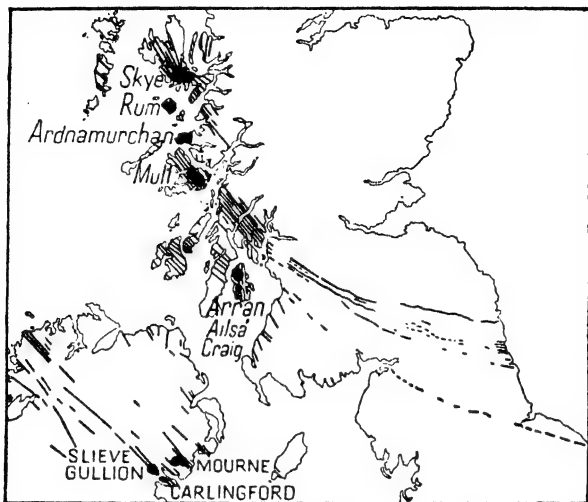 Skye
Rum
Ardnamurchan
Mull
Arran
Ailsa
Craig
SLIEVE
GULLION
MOURNE
CARLINGFORD